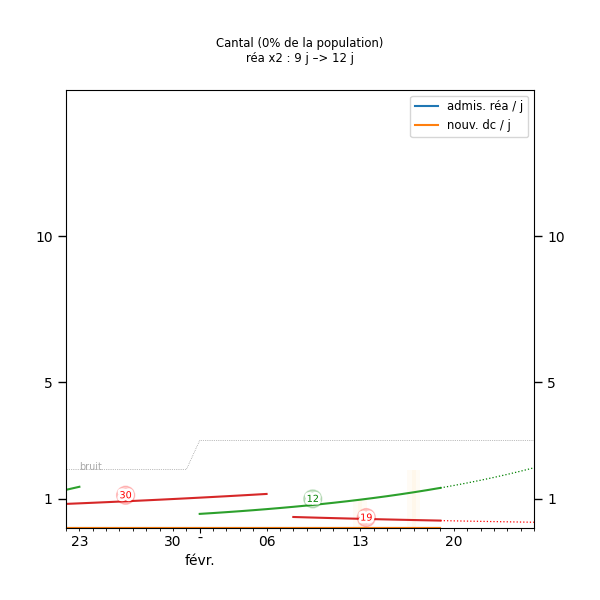 Cantal (0% de la population)
réa x2 : 9 j –> 12 j
admis. réa / j
nouv. dc / j
10
10
5
5
bruit
30
12
1
1
19
23
30
-
06
13
20
févr.